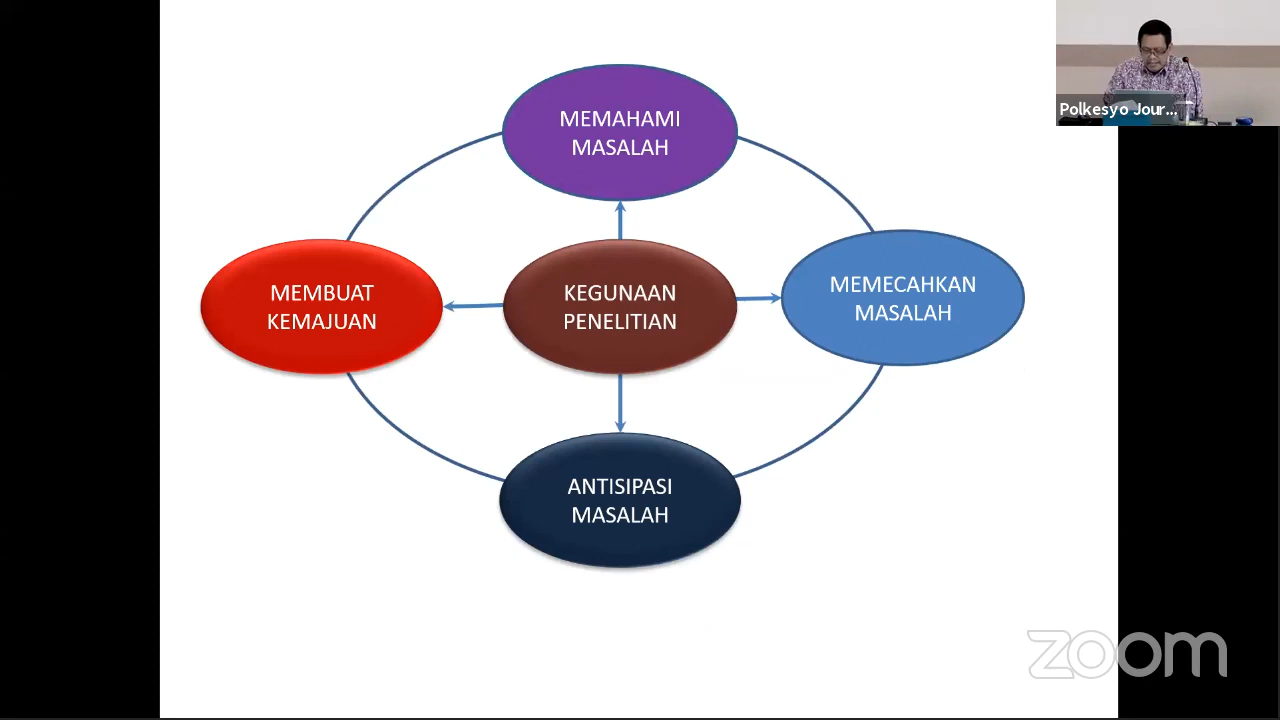 MEMAHAMI
MASALAH
Polkesyo Jour...
MEMBUAT
KEMAJUAN
KEGUNAAN
PENELITIAN
MEMECAHKAN
MASALAH
ANTISIPASI
MASALAH
zoom